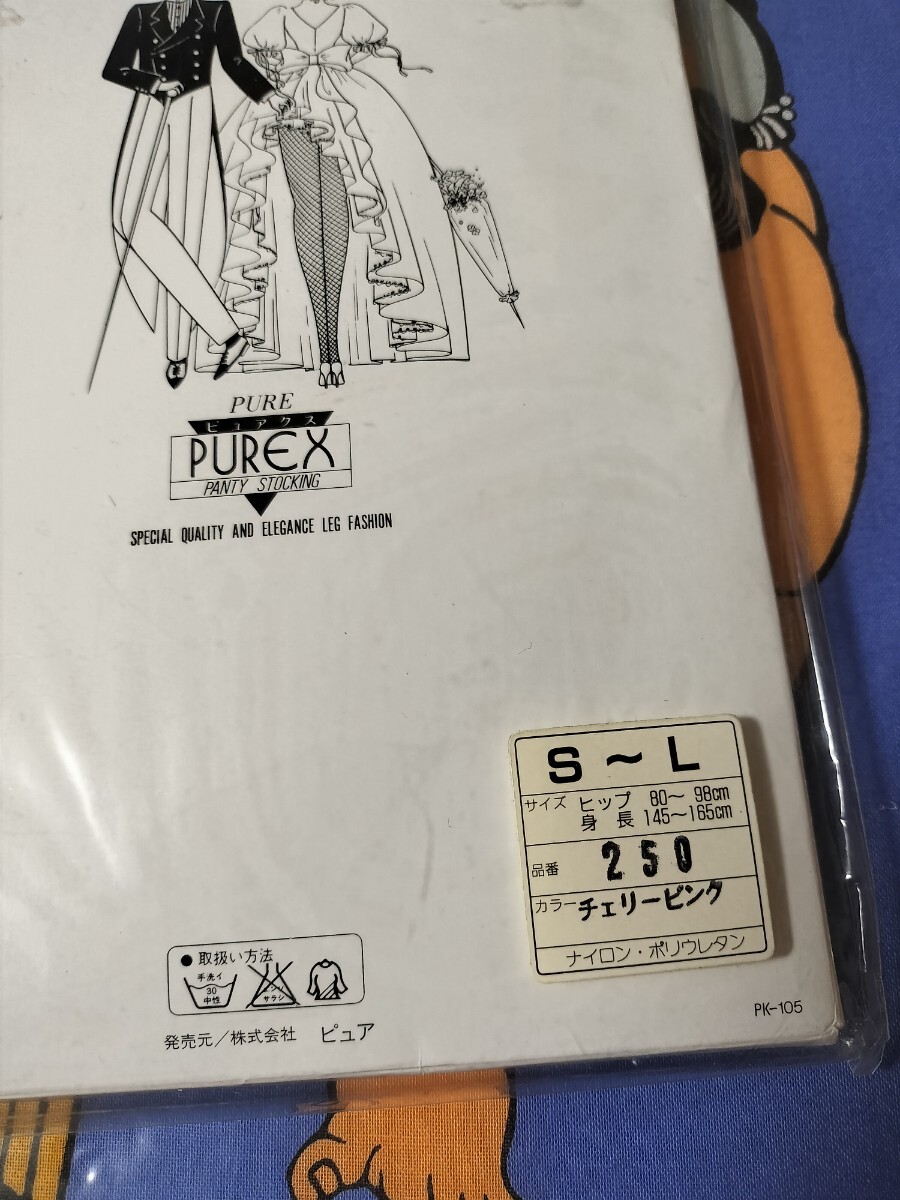 PURE
ピュアクス
PUREX
PANTY STOCKING
SPECIAL QUALITY AND ELEGANCE LEG FASHION
S～L
サイズ ヒップ 80～98cm
身長 145～165cm
品番 250
カラー チェリーピンク
ナイロン・ポリウレタン
●取扱い方法
手洗イ
30
中性
エンソ
サラシ
発売元／株式会社 ピュア
PK-105